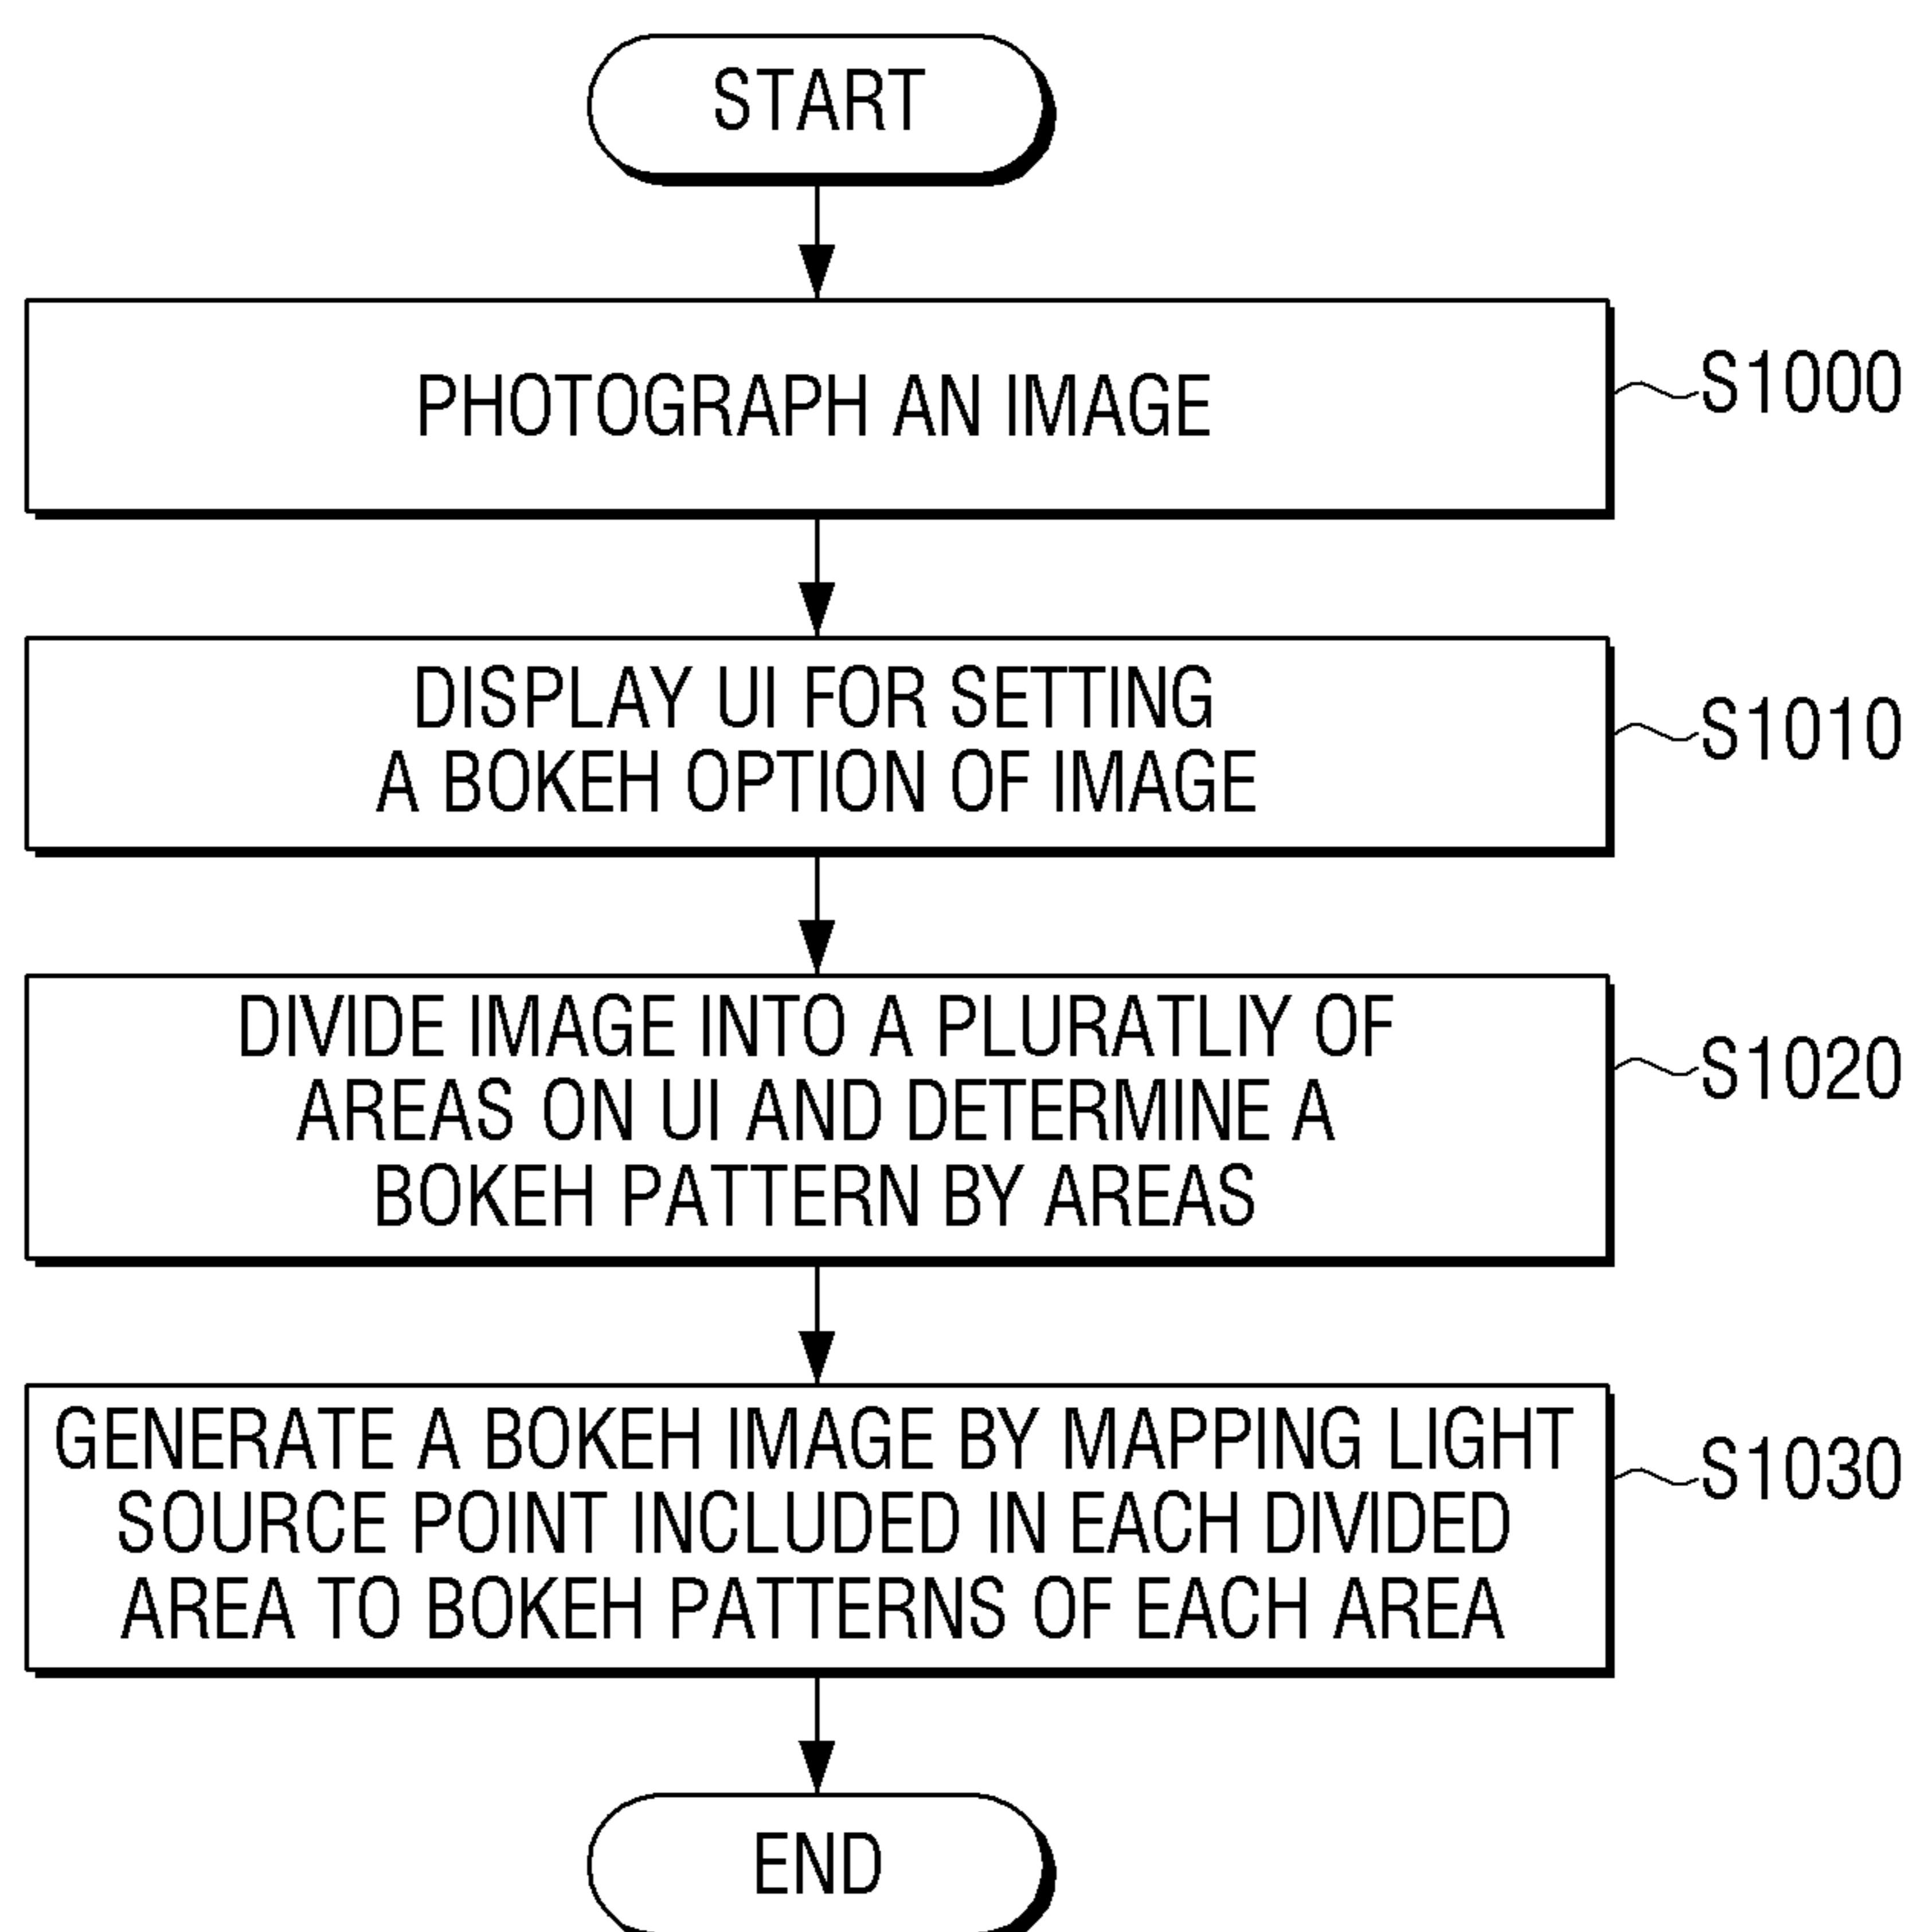 START
PHOTOGRAPH AN IMAGE
S1000
DISPLAY UI FOR SETTING
A BOKEH OPTION OF IMAGE
S1010
DIVIDE IMAGE INTO A PLURATLIY OF
AREAS ON UI AND DETERMINE A
BOKEH PATTERN BY AREAS
S1020
GENERATE A BOKEH IMAGE BY MAPPING LIGHT
SOURCE POINT INCLUDED IN EACH DIVIDED
AREA TO BOKEH PATTERNS OF EACH AREA
S1030
END